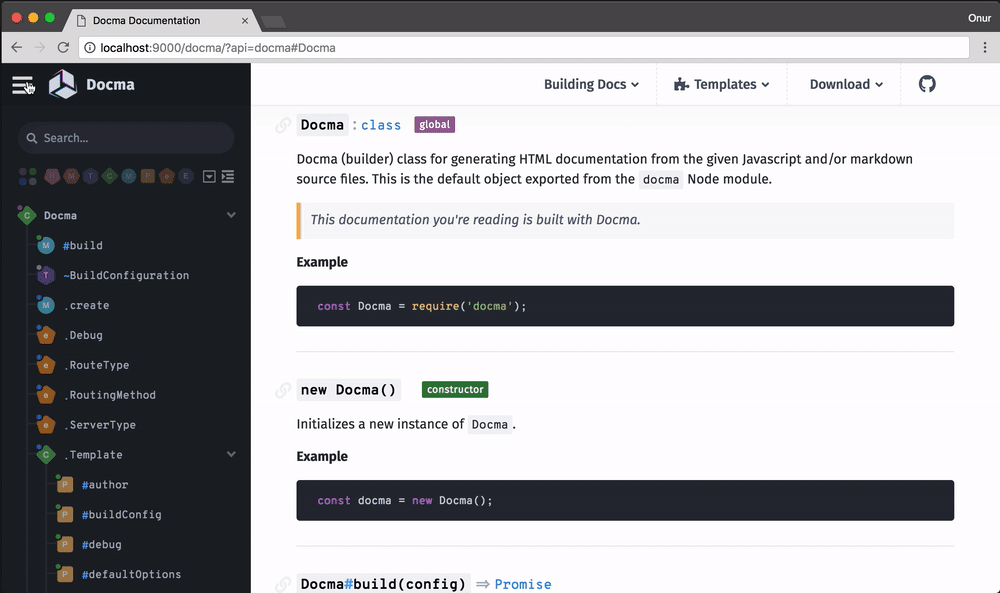 Docma Documentation
Onur
localhost:9000/docma/?api=docma#Docma
Docma
Building Docs
Templates
Download
Search...
H M T C M P e E
C Docma
M #build
T ~BuildConfiguration
M .create
e .Debug
e .RouteType
e .RoutingMethod
e .ServerType
C .Template
P #author
P #buildConfig
P #debug
P #defaultOptions
Docma : class global
Docma (builder) class for generating HTML documentation from the given Javascript and/or markdown
source files. This is the default object exported from the docma Node module.
This documentation you're reading is built with Docma.
Example
const Docma = require('docma');
new Docma() constructor
Initializes a new instance of Docma.
Example
const docma = new Docma();
Docma#build(config) ⇒ Promise